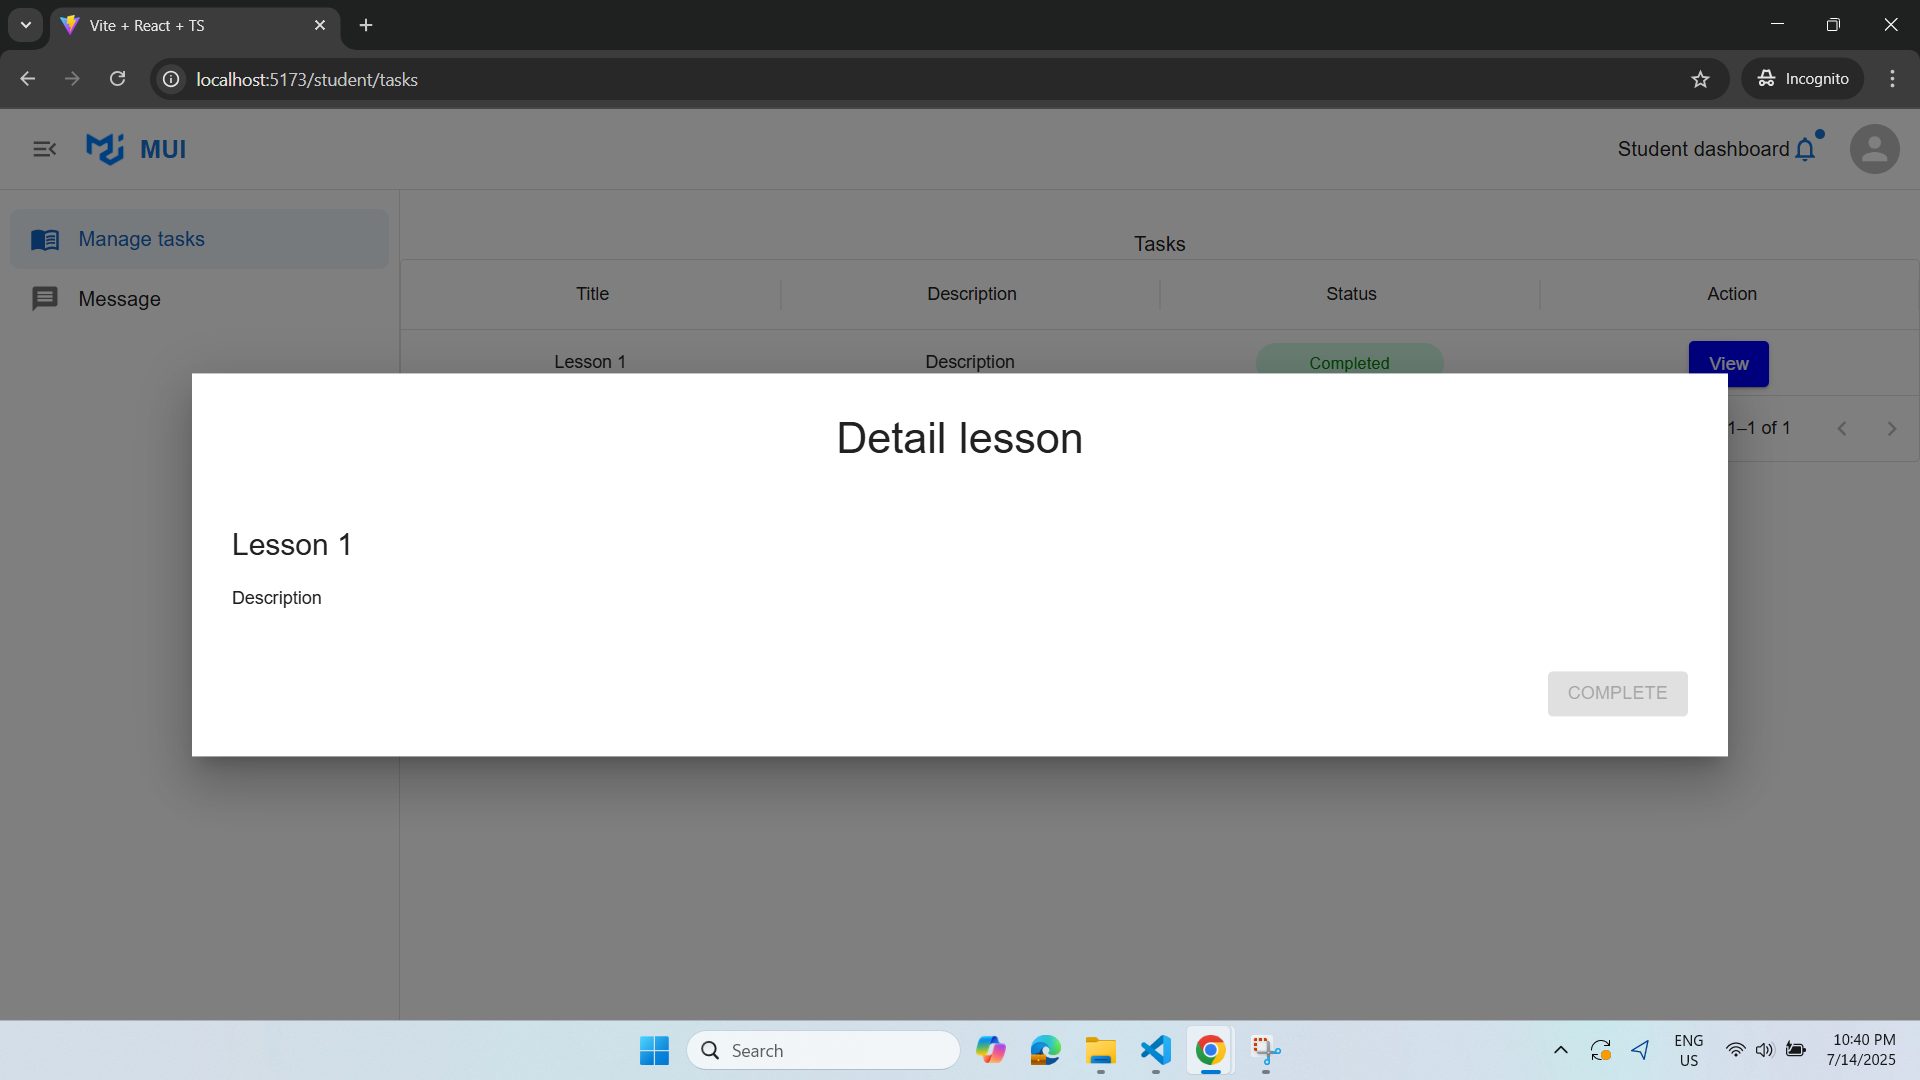 Vite + React + TS
localhost:5173/student/tasks
Incognito
MUI
Student dashboard
Manage tasks
Message
Tasks
Title
Description
Status
Action
Lesson 1
Description
Completed
View
1–1 of 1
Detail lesson
Lesson 1
Description
COMPLETE
Search
ENG
US
10:40 PM
7/14/2025